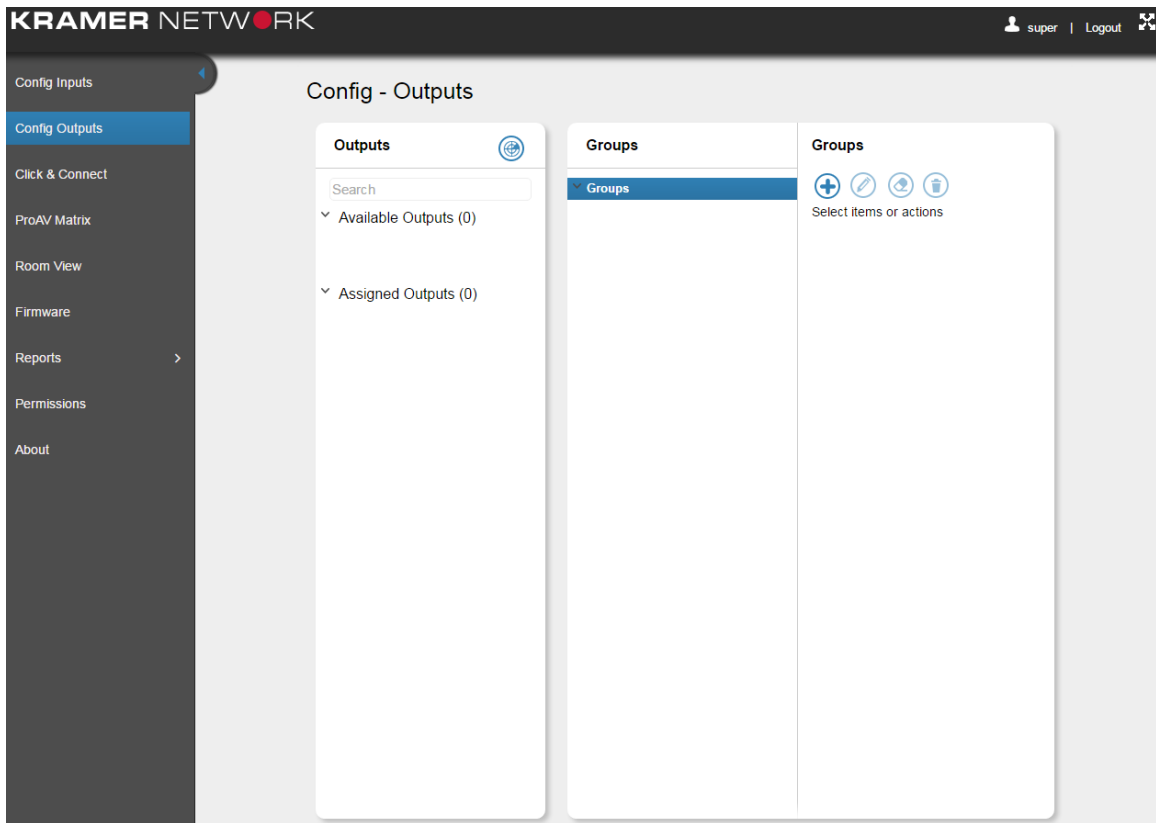 KRAMER NETWORK
super | Logout
Config Inputs
Config Outputs
Click & Connect
ProAV Matrix
Room View
Firmware
Reports
Permissions
About
Config - Outputs
Outputs
Search
Available Outputs (0)
Assigned Outputs (0)
Groups
Groups
Groups
Select items or actions